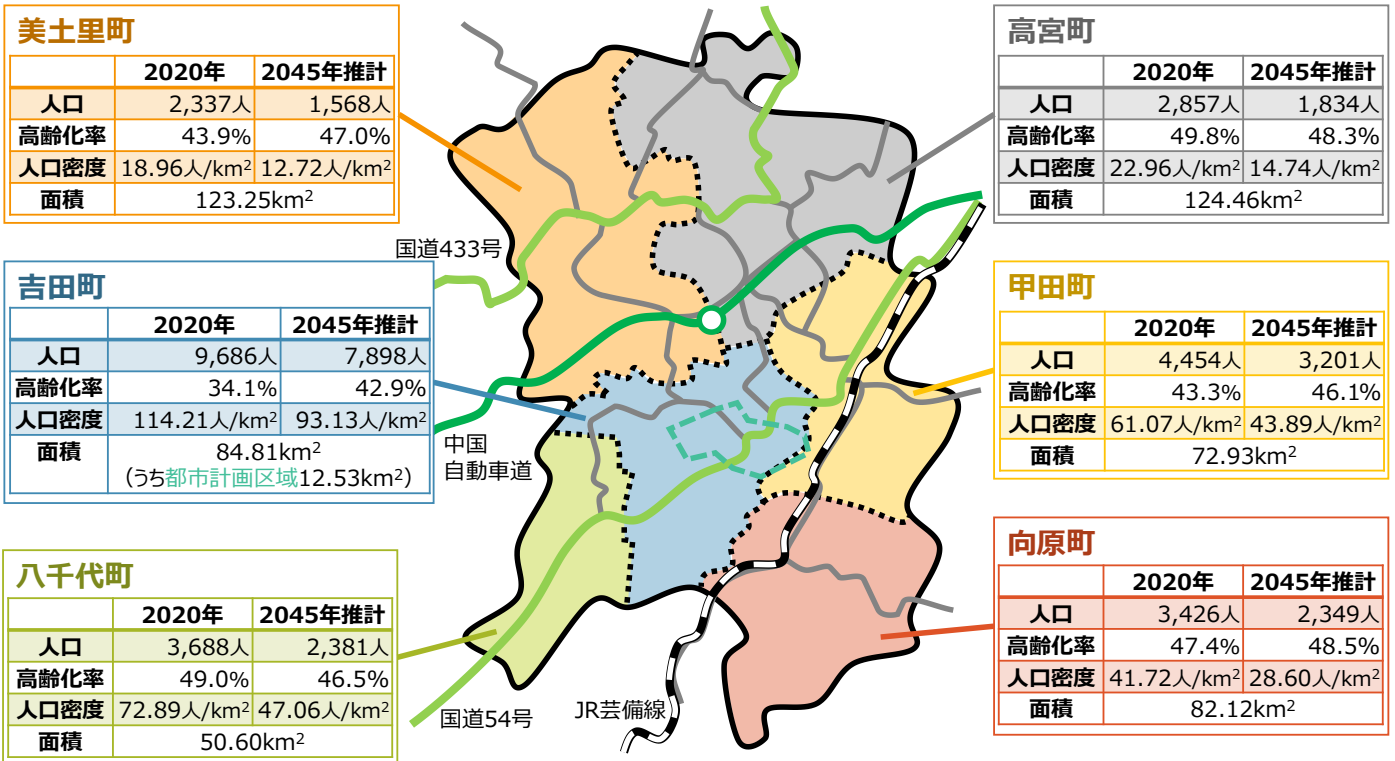 美土里町
2020年 2045年推計
人口 2,337人 1,568人
高齢化率 43.9% 47.0%
人口密度 18.96人/km² 12.72人/km²
面積 123.25km²
高宮町
2020年 2045年推計
人口 2,857人 1,834人
高齢化率 49.8% 48.3%
人口密度 22.96人/km² 14.74人/km²
面積 124.46km²
国道433号
吉田町
2020年 2045年推計
人口 9,686人 7,898人
高齢化率 34.1% 42.9%
人口密度 114.21人/km² 93.13人/km²
面積 84.81km²
(うち都市計画区域12.53km²)
中国
自動車道
甲田町
2020年 2045年推計
人口 4,454人 3,201人
高齢化率 43.3% 46.1%
人口密度 61.07人/km² 43.89人/km²
面積 72.93km²
八千代町
2020年 2045年推計
人口 3,688人 2,381人
高齢化率 49.0% 46.5%
人口密度 72.89人/km² 47.06人/km²
面積 50.60km²
国道54号
JR芸備線
向原町
2020年 2045年推計
人口 3,426人 2,349人
高齢化率 47.4% 48.5%
人口密度 41.72人/km² 28.60人/km²
面積 82.12km²